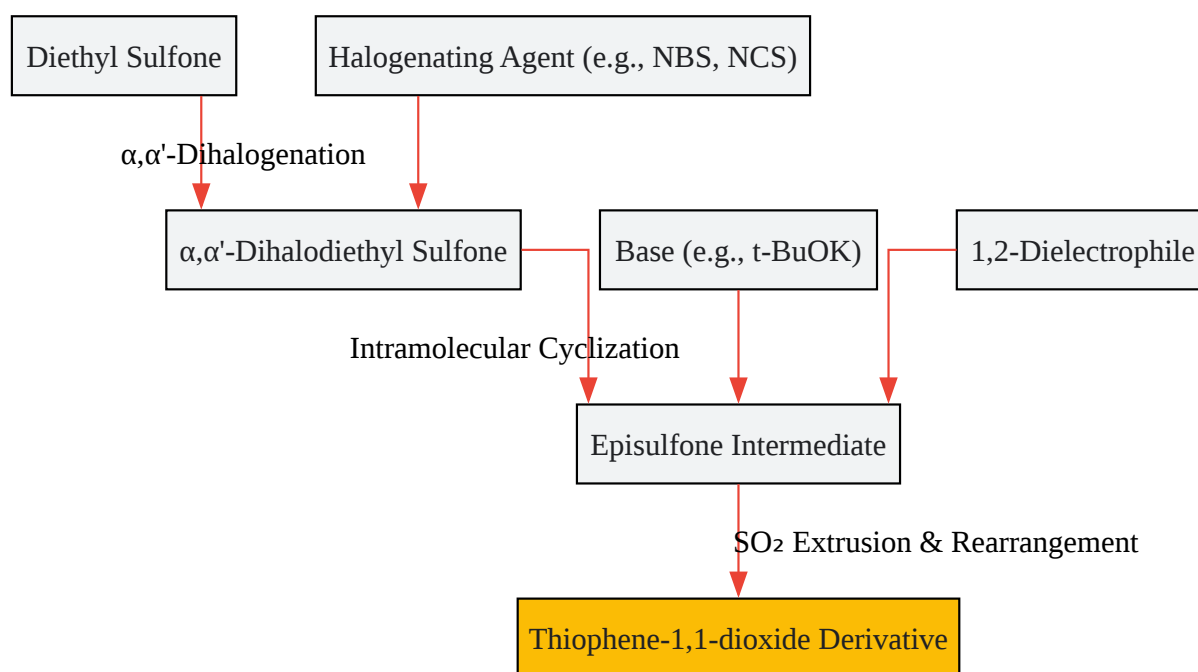 Diethyl Sulfone
Halogenating Agent (e.g., NBS, NCS)
α,α'-Dihalogenation
α,α'-Dihalodiethyl Sulfone
Base (e.g., t-BuOK)
1,2-Dielectrophile
Intramolecular Cyclization
Episulfone Intermediate
SO₂ Extrusion & Rearrangement
Thiophene-1,1-dioxide Derivative